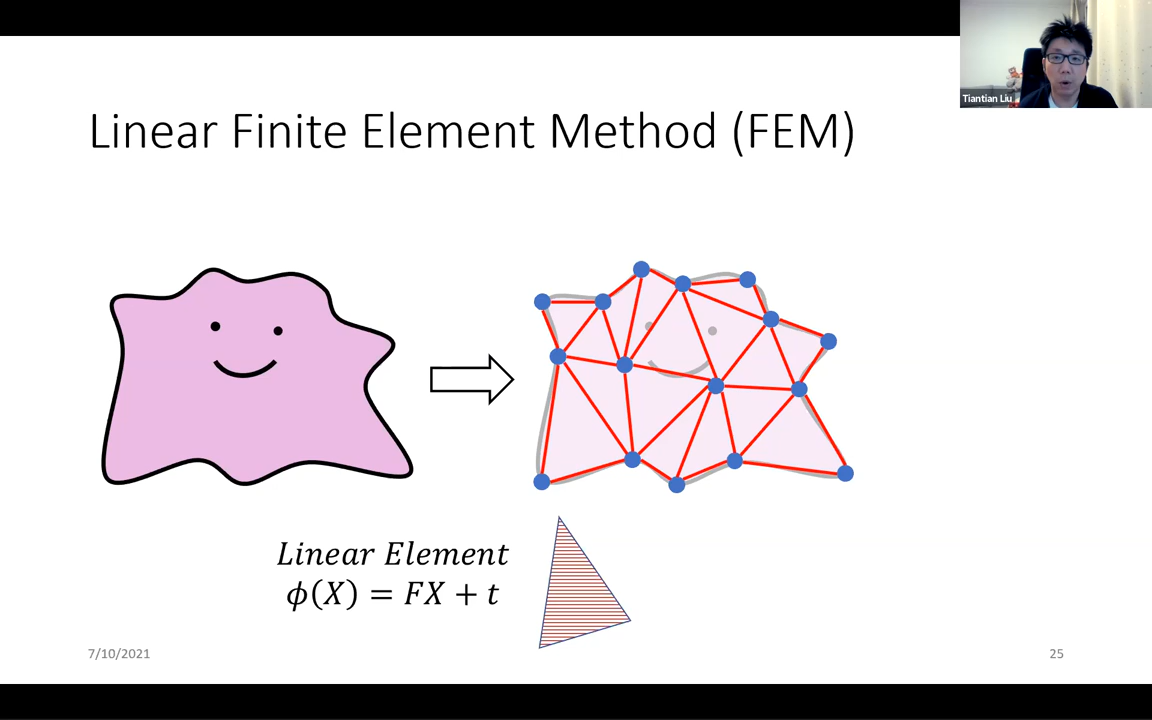 Tiantian Liu
Linear Finite Element Method (FEM)
Linear Element
ϕ(X) = FX + t
7/10/2021
25